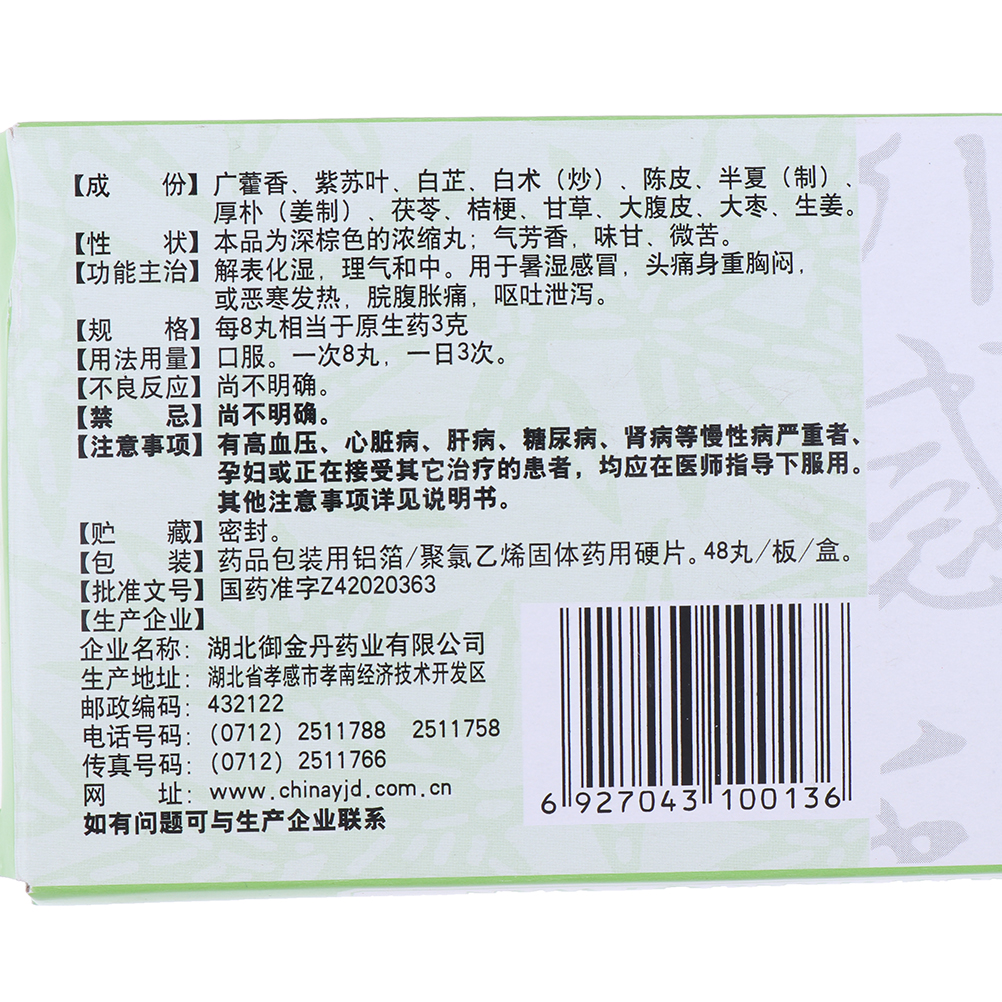 【成　份】广藿香、紫苏叶、白芷、白术（炒）、陈皮、半夏（制）、
厚朴（姜制）、茯苓、桔梗、甘草、大腹皮、大枣、生姜。
【性　状】本品为深棕色的浓缩丸；气芳香，味甘、微苦。
【功能主治】解表化湿，理气和中。用于暑湿感冒，头痛身重胸闷，
或恶寒发热，脘腹胀痛，呕吐泄泻。
【规　格】每8丸相当于原生药3克
【用法用量】口服。一次8丸，一日3次。
【不良反应】尚不明确。
【禁　忌】尚不明确。
【注意事项】有高血压、心脏病、肝病、糖尿病、肾病等慢性病严重者、
孕妇或正在接受其它治疗的患者，均应在医师指导下服用。
其他注意事项详见说明书。
【贮　藏】密封。
【包　装】药品包装用铝箔/聚氯乙烯固体药用硬片。48丸/板/盒。
【批准文号】国药准字Z42020363
【生产企业】
企业名称：湖北御金丹药业有限公司
生产地址：湖北省孝感市孝南经济技术开发区
邮政编码：432122
电话号码：(0712) 2511788 2511758
传真号码：(0712) 2511766
网　址：www.chinayjd.com.cn
如有问题可与生产企业联系
6 927043 100136
感